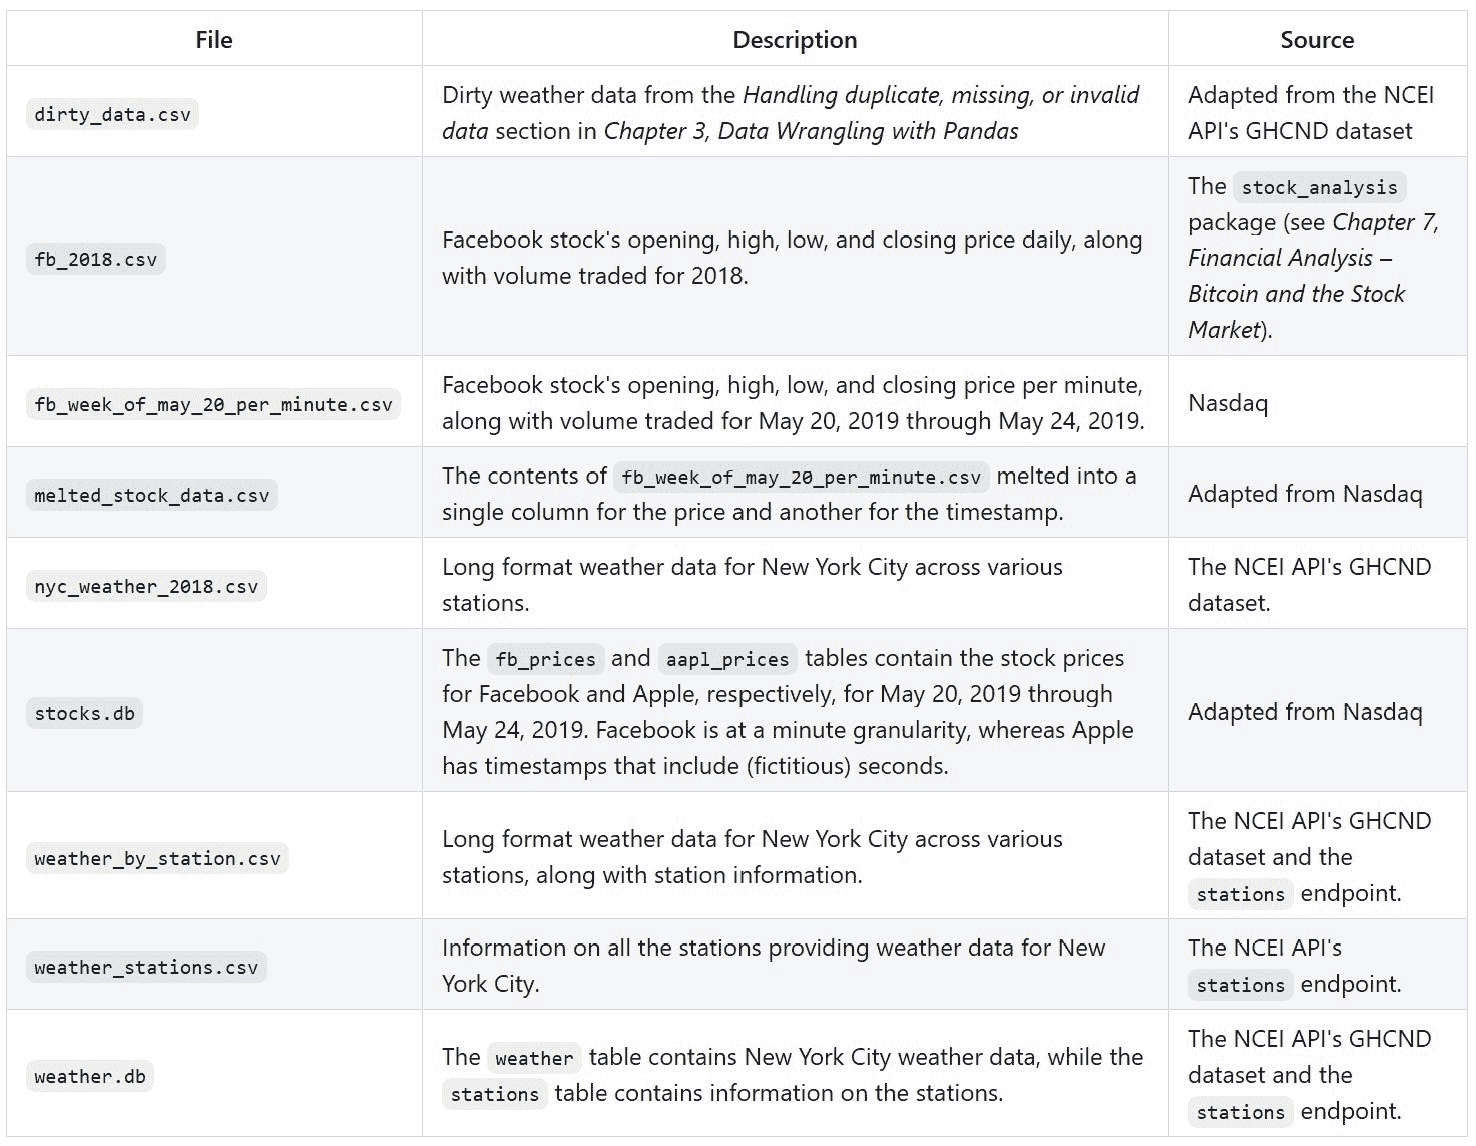 File Description Source
dirty_data.csv
Dirty weather data from the Handling duplicate, missing, or invalid
data section in Chapter 3, Data Wrangling with Pandas
Adapted from the NCEI
API's GHCND dataset
fb_2018.csv
Facebook stock's opening, high, low, and closing price daily, along
with volume traded for 2018.
The stock_analysis
package (see Chapter 7,
Financial Analysis –
Bitcoin and the Stock
Market).
fb_week_of_may_20_per_minute.csv
Facebook stock's opening, high, low, and closing price per minute,
along with volume traded for May 20, 2019 through May 24, 2019.
Nasdaq
melted_stock_data.csv
The contents of fb_week_of_may_20_per_minute.csv melted into a
single column for the price and another for the timestamp.
Adapted from Nasdaq
nyc_weather_2018.csv
Long format weather data for New York City across various
stations.
The NCEI API's GHCND
dataset.
stocks.db
The fb_prices and aapl_prices tables contain the stock prices
for Facebook and Apple, respectively, for May 20, 2019 through
May 24, 2019. Facebook is at a minute granularity, whereas Apple
has timestamps that include (fictitious) seconds.
Adapted from Nasdaq
weather_by_station.csv
Long format weather data for New York City across various
stations, along with station information.
The NCEI API's GHCND
dataset and the
stations endpoint.
weather_stations.csv
Information on all the stations providing weather data for New
York City.
The NCEI API's
stations endpoint.
weather.db
The weather table contains New York City weather data, while the
stations table contains information on the stations.
The NCEI API's GHCND
dataset and the
stations endpoint.